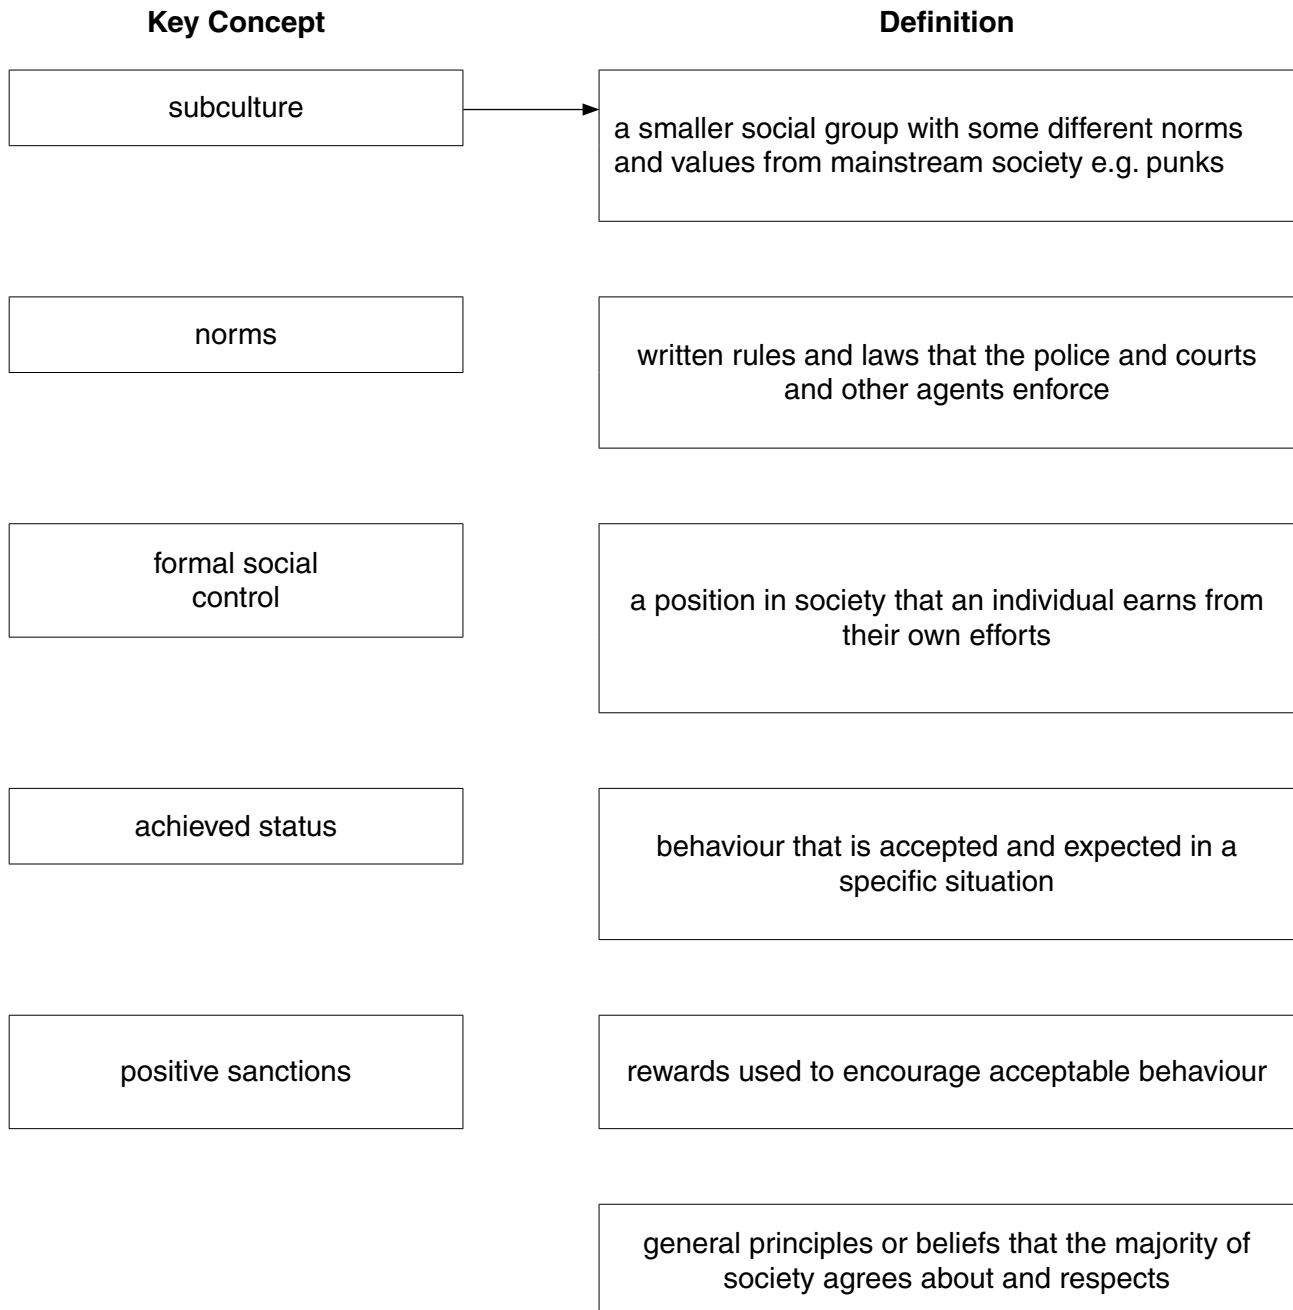 Key Concept
Definition
subculture
a smaller social group with some different norms
and values from mainstream society e.g. punks
norms
written rules and laws that the police and courts
and other agents enforce
formal social
control
a position in society that an individual earns from
their own efforts
achieved status
behaviour that is accepted and expected in a
specific situation
positive sanctions
rewards used to encourage acceptable behaviour
general principles or beliefs that the majority of
society agrees about and respects